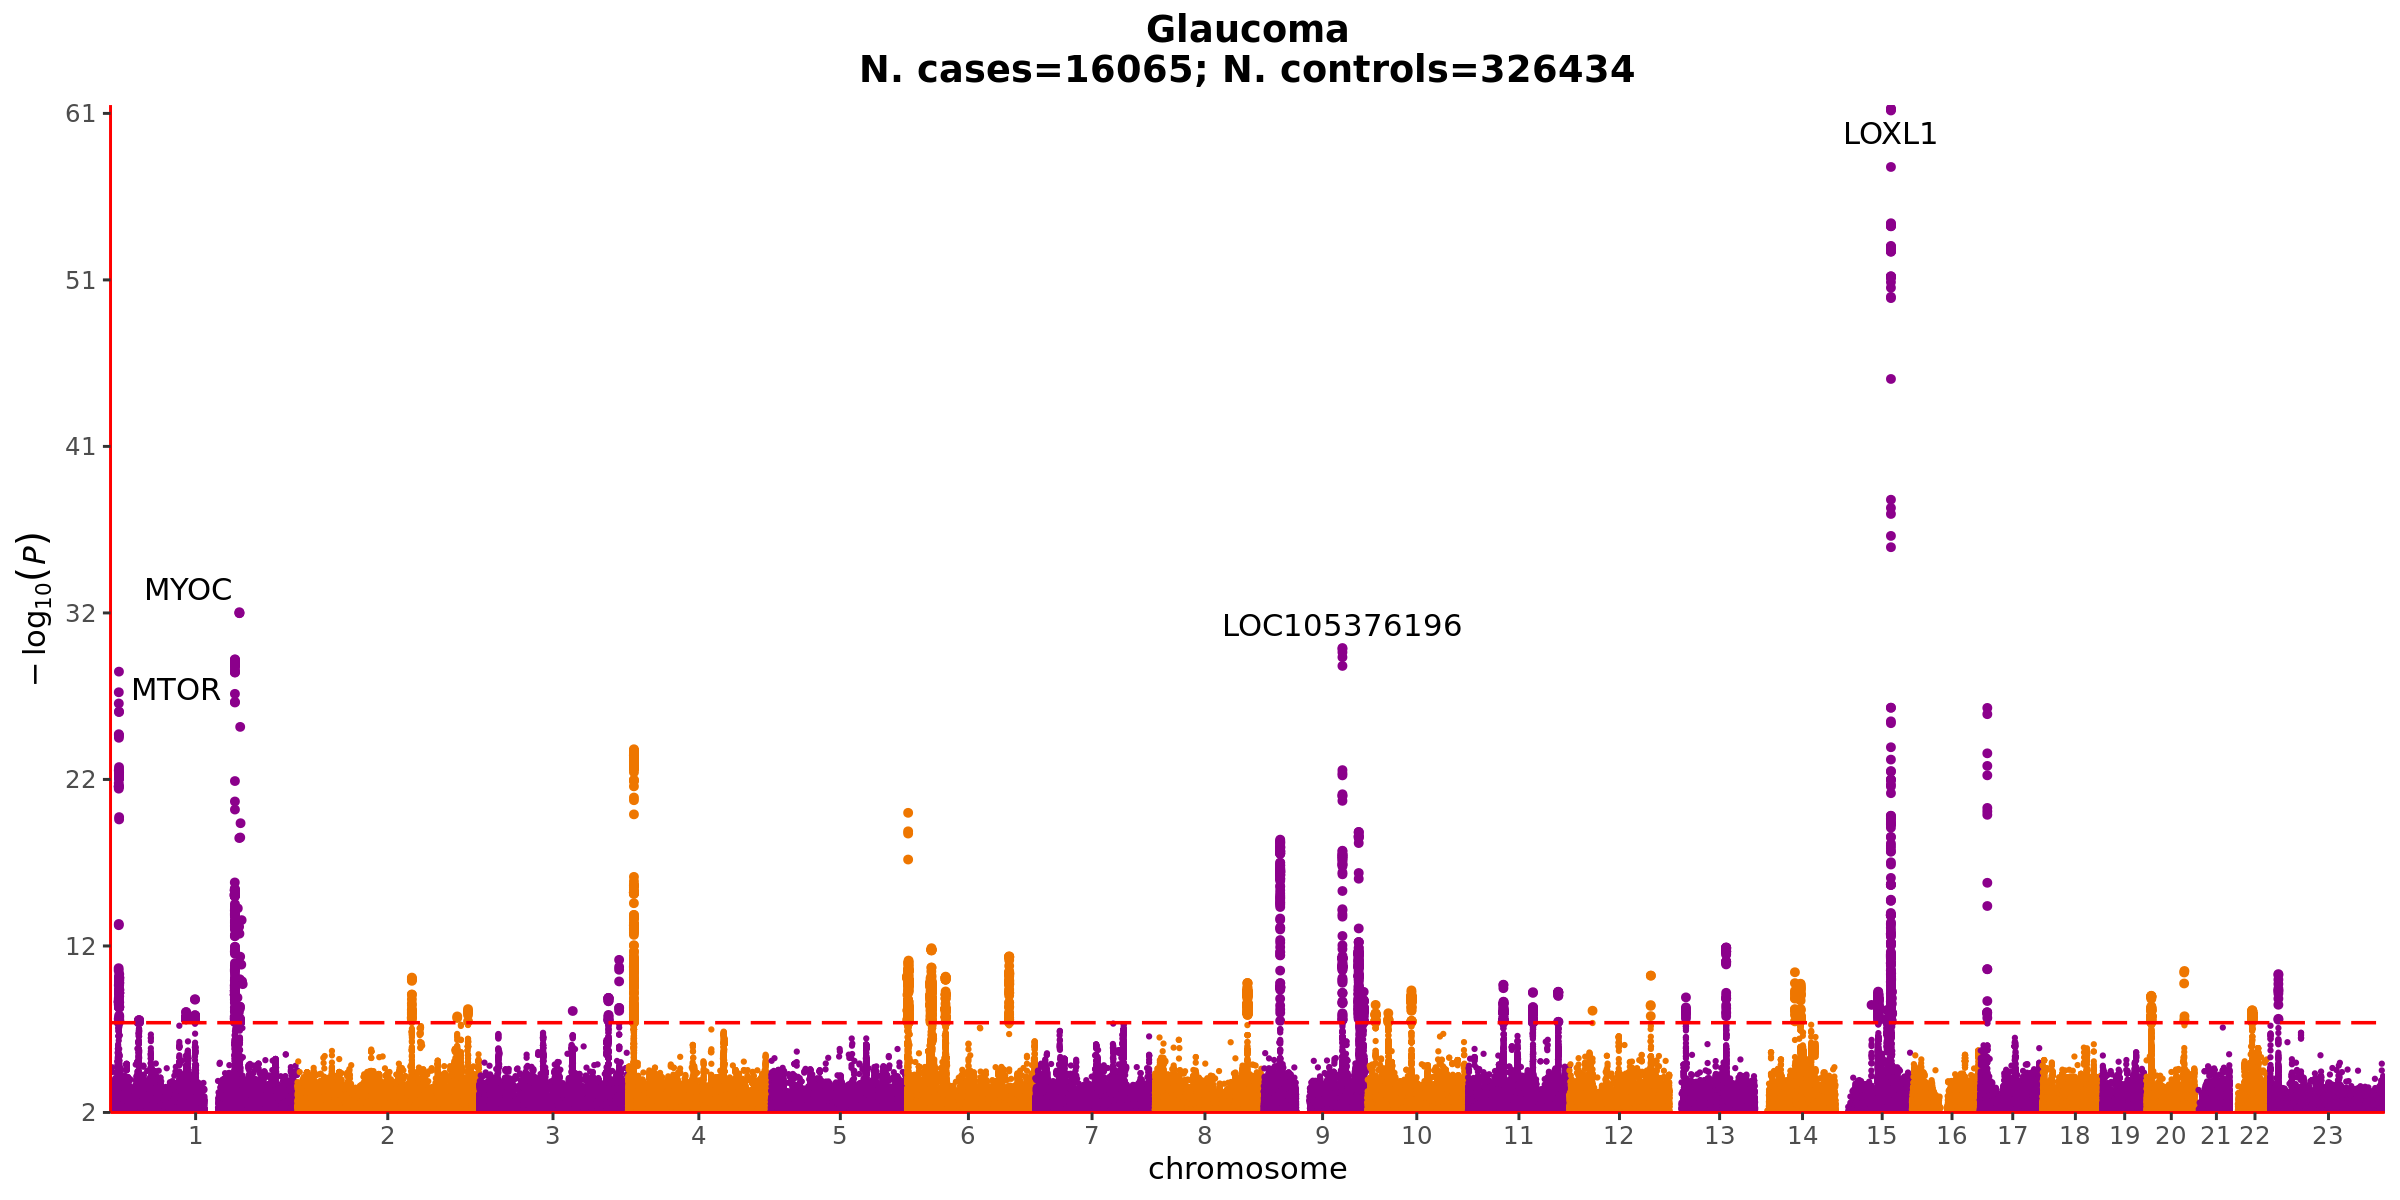 Glaucoma
N. cases=16065; N. controls=326434
61
LOXL1
51
41
− log10(P)
MYOC
32
LOC105376196
MTOR
22
12
2
1 2 3 4 5 6 7 8 9 10 11 12 13 14 15 16 17 18 19 20 21 22 23
chromosome